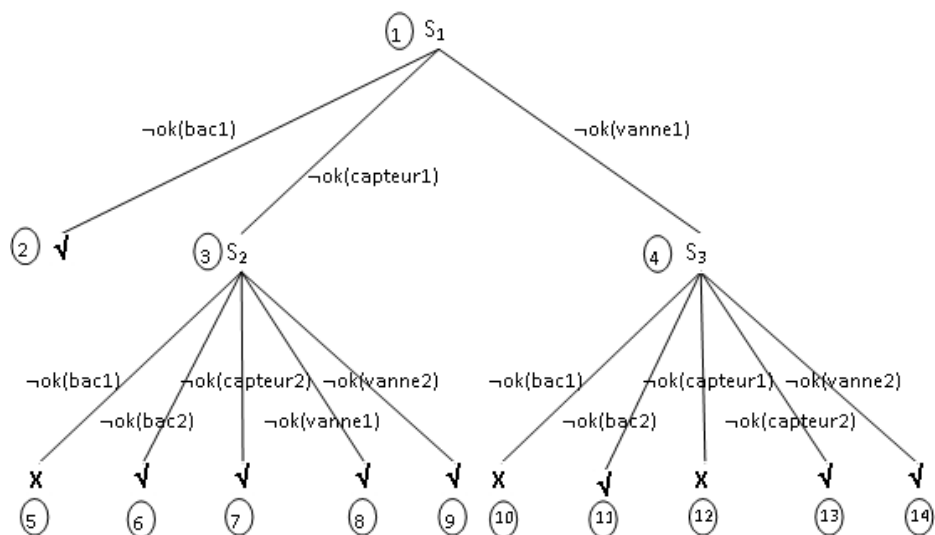 1 S₁
¬ok(bac1) ¬ok(vanne1)
¬ok(capteur1)
2 √ 3 S₂ 4 S₃
¬ok(bac1) ¬ok(capteur2) ¬ok(vanne2) ¬ok(bac1) ¬ok(capteur1) ¬ok(vanne2)
¬ok(bac2) ¬ok(vanne1) ¬ok(bac2) ¬ok(capteur2)
x √ √ √ √ x √ x √ √
5 6 7 8 9 10 11 12 13 14